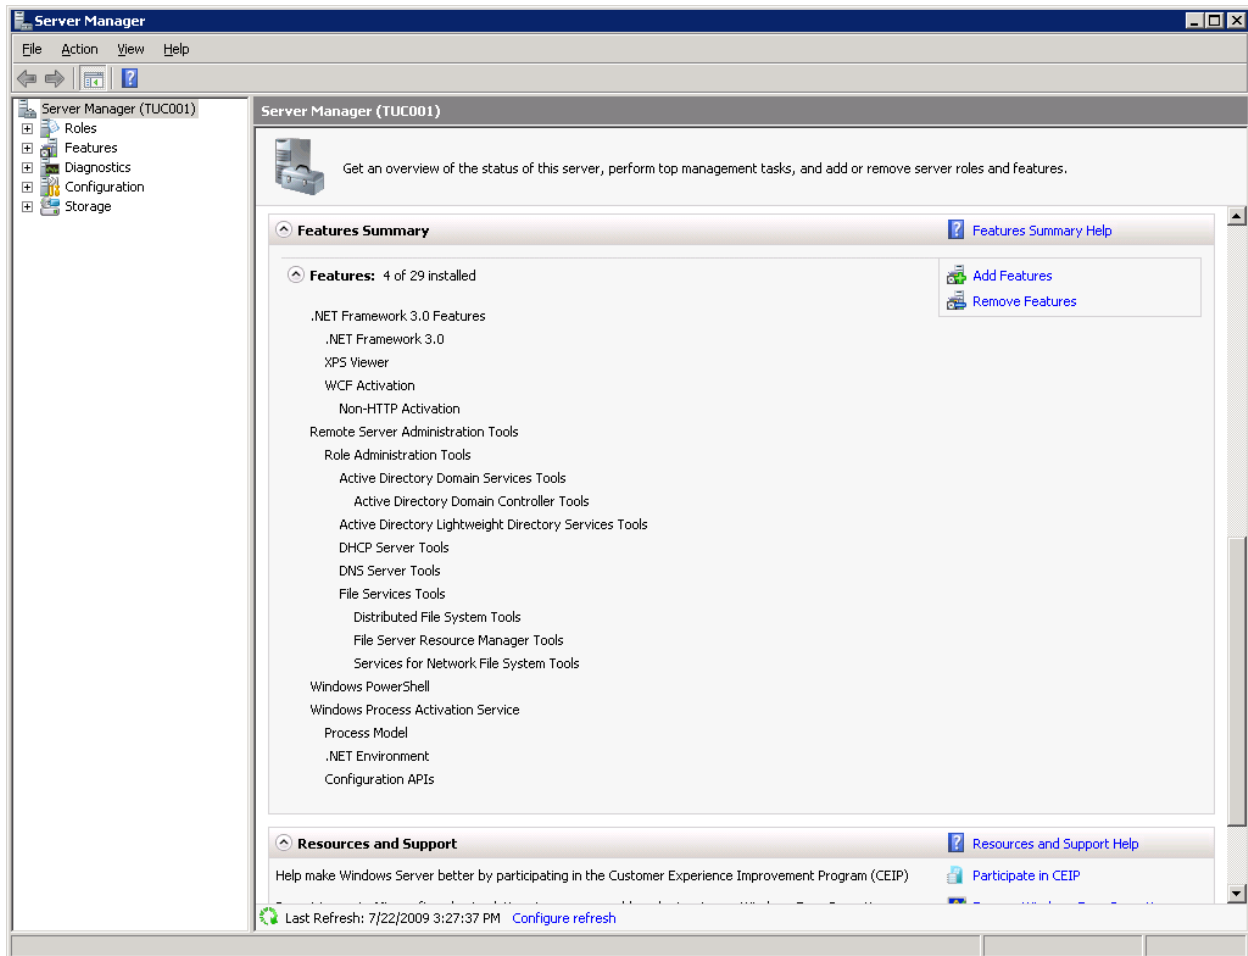 Server Manager
File Action View Help
Server Manager (TUC001)
Roles
Features
Diagnostics
Configuration
Storage
Server Manager (TUC001)
Get an overview of the status of this server, perform top management tasks, and add or remove server roles and features.
Features Summary
Features Summary Help
Features: 4 of 29 installed
Add Features
Remove Features
.NET Framework 3.0 Features
.NET Framework 3.0
XPS Viewer
WCF Activation
Non-HTTP Activation
Remote Server Administration Tools
Role Administration Tools
Active Directory Domain Services Tools
Active Directory Domain Controller Tools
Active Directory Lightweight Directory Services Tools
DHCP Server Tools
DNS Server Tools
File Services Tools
Distributed File System Tools
File Server Resource Manager Tools
Services for Network File System Tools
Windows PowerShell
Windows Process Activation Service
Process Model
.NET Environment
Configuration APIs
Resources and Support
Resources and Support Help
Help make Windows Server better by participating in the Customer Experience Improvement Program (CEIP)
Participate in CEIP
Last Refresh: 7/22/2009 3:27:37 PM Configure refresh